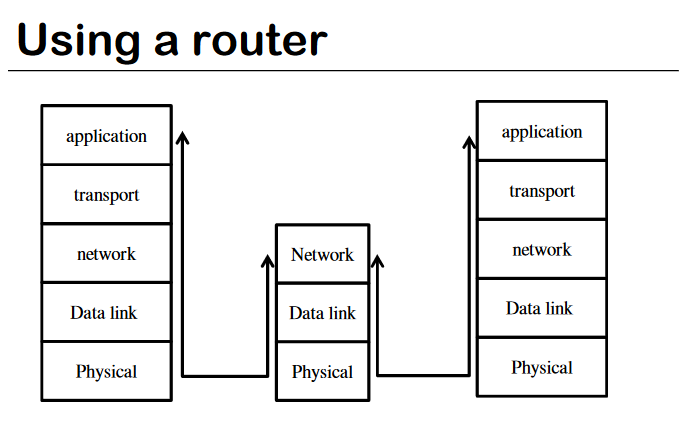 Using a router
application
transport
network
Data link
Physical
Network
Data link
Physical
application
transport
network
Data link
Physical